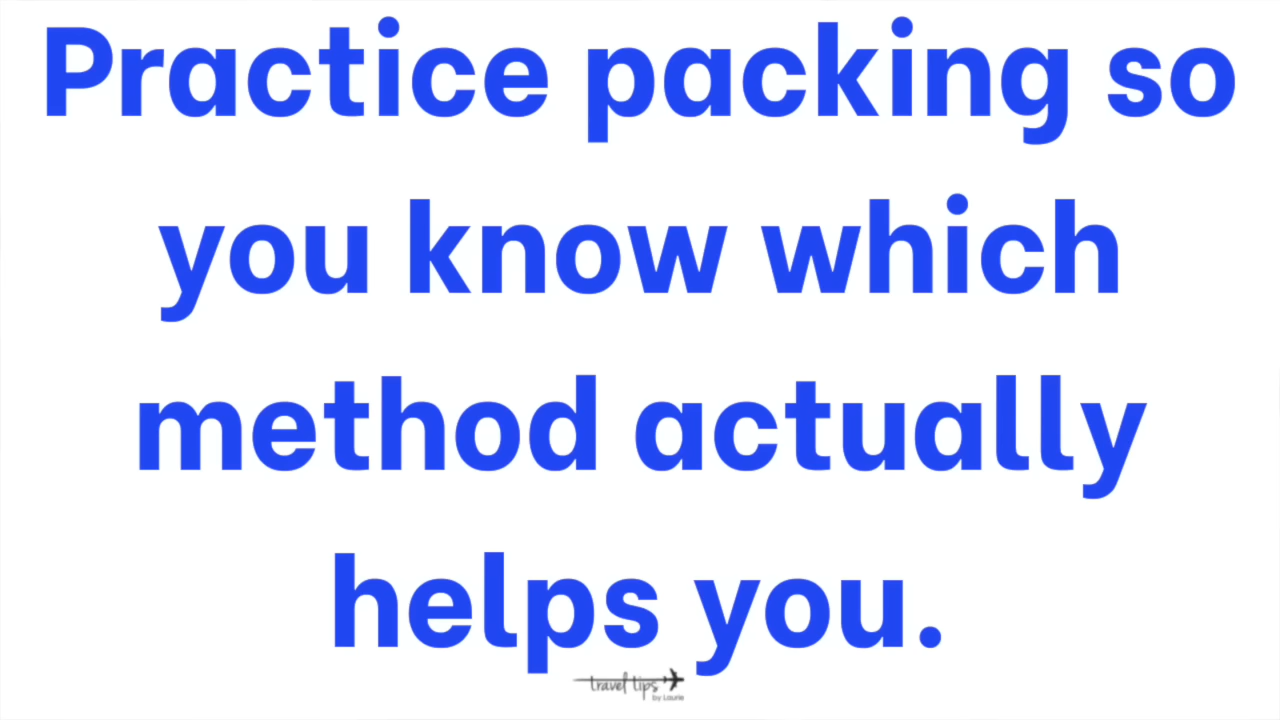 Practice packing so
you know which
method actually
helps you.
travel tips
by Laurie